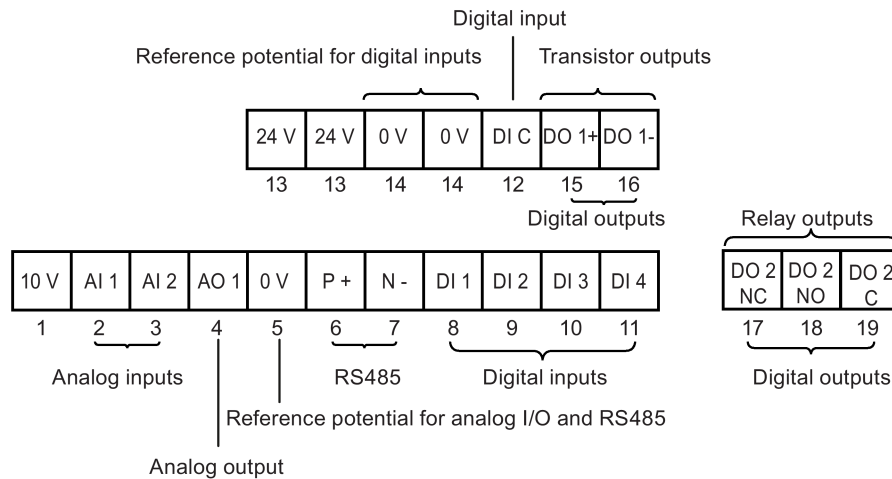 Digital input
Reference potential for digital inputs
Transistor outputs
24 V 24 V 0 V 0 V DI C DO 1+ DO 1-
13 13 14 14 12 15 16
Digital outputs
Relay outputs
10 V AI 1 AI 2 AO 1 0 V P + N - DI 1 DI 2 DI 3 DI 4
DO 2 NC DO 2 NO DO 2 C
1 2 3 4 5 6 7 8 9 10 11 17 18 19
Analog inputs RS485 Digital inputs Digital outputs
Reference potential for analog I/O and RS485
Analog output